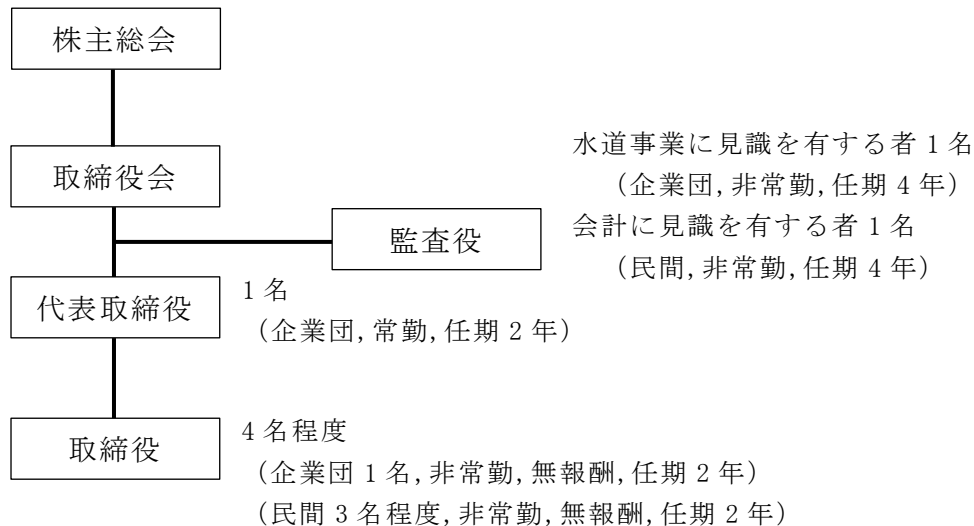 株主総会
取締役会
水道事業に見識を有する者 1 名
（企業団, 非常勤, 任期 4 年）
監査役
会計に見識を有する者 1 名
（民間, 非常勤, 任期 4 年）
代表取締役
1 名
（企業団, 常勤, 任期 2 年）
取締役
4 名程度
（企業団 1 名, 非常勤, 無報酬, 任期 2 年）
（民間 3 名程度, 非常勤, 無報酬, 任期 2 年）